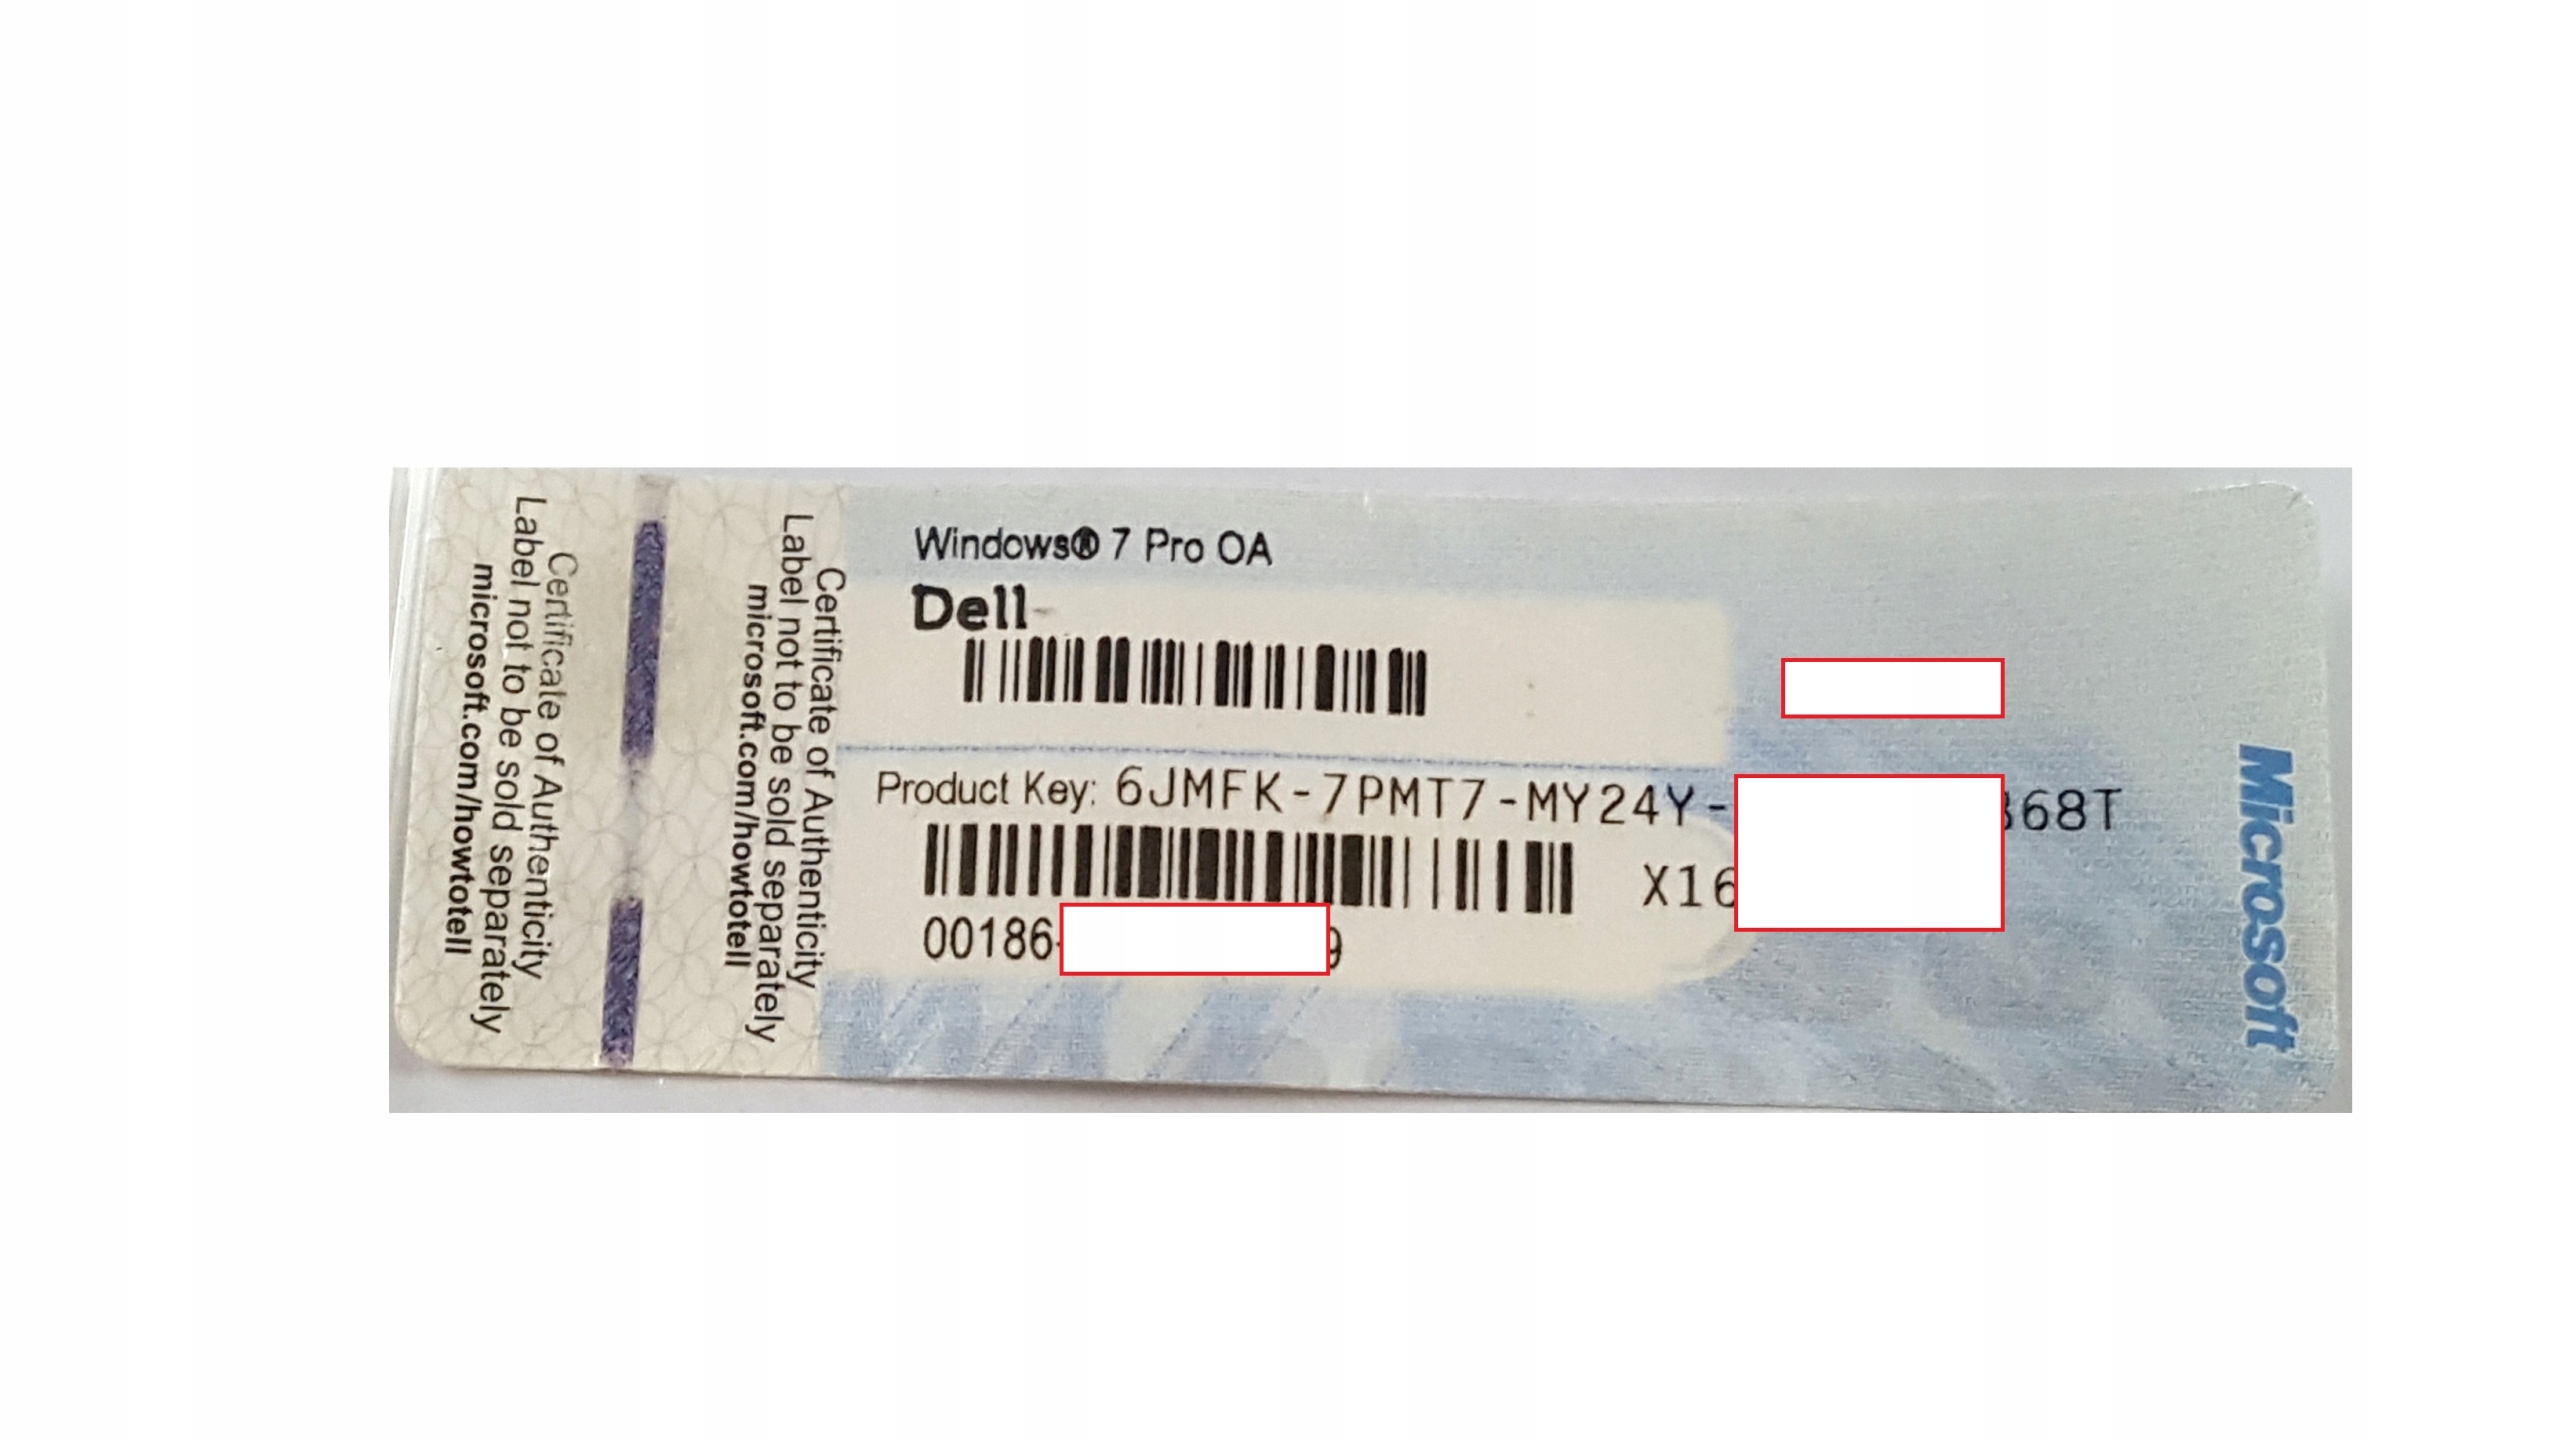 Certificate of Authenticity
Label not to be sold separately
microsoft.com/howtotell
Certificate of Authenticity
Label not to be sold separately
microsoft.com/howtotell
Windows® 7 Pro OA
Dell
Product Key: 6JMFK-7PMT7-MY24Y- 68T
X16
00186-
Microsoft